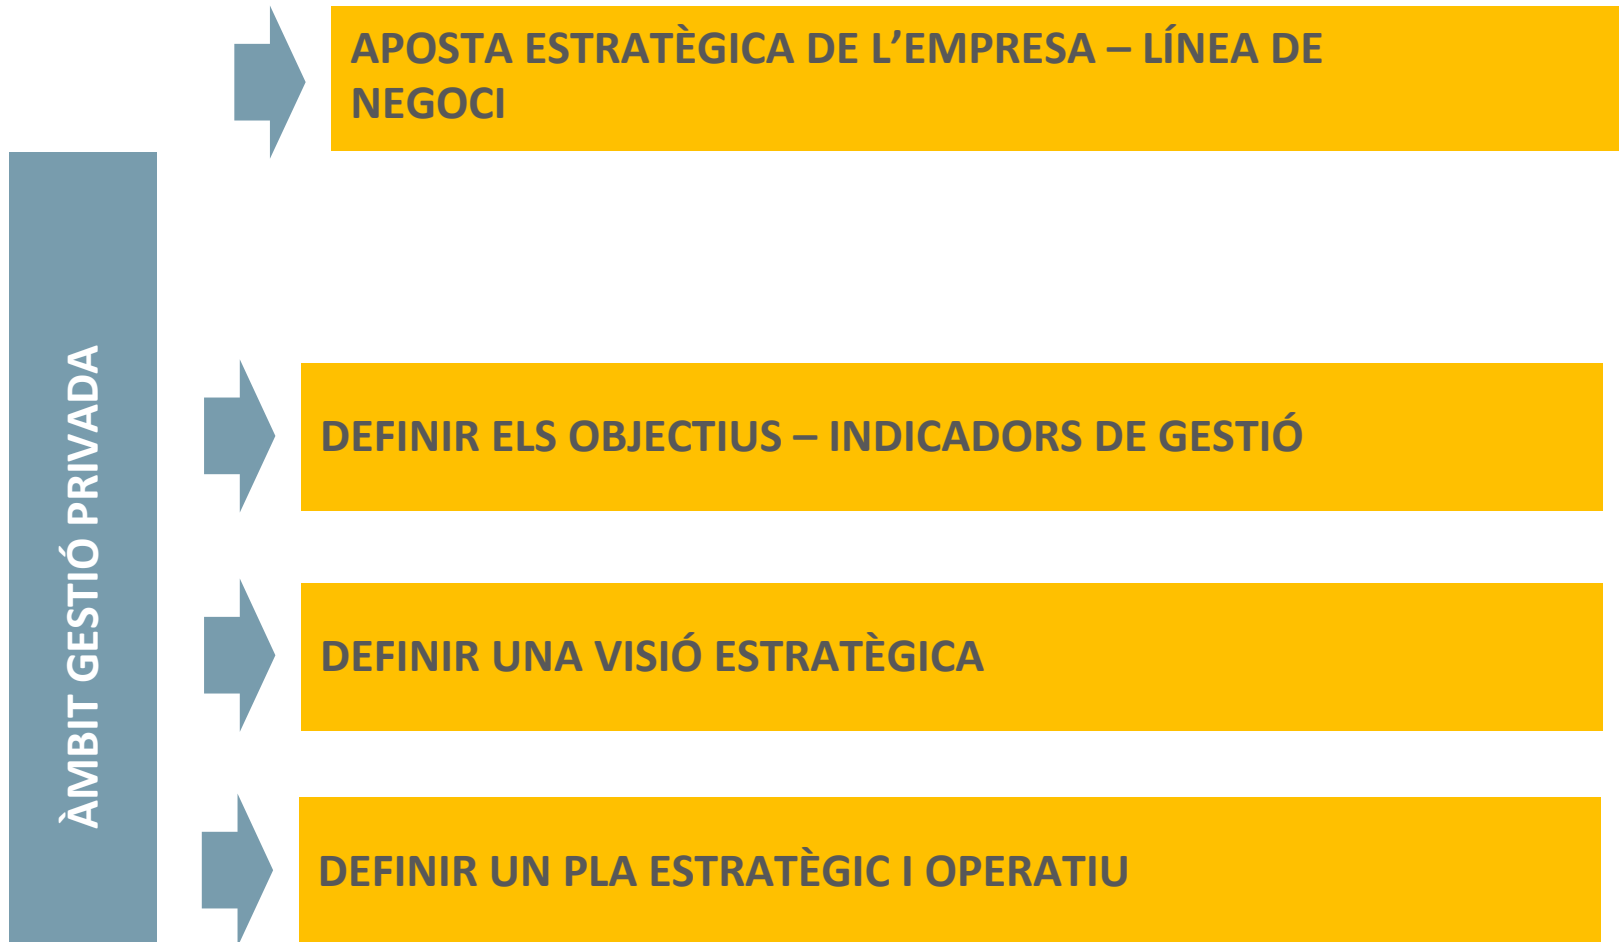 APOSTA ESTRATÈGICA DE L’EMPRESA – LÍNEA DE
NEGOCI
ÀMBIT GESTIÓ PRIVADA
DEFINIR ELS OBJECTIUS – INDICADORS DE GESTIÓ
DEFINIR UNA VISIÓ ESTRATÈGICA
DEFINIR UN PLA ESTRATÈGIC I OPERATIU